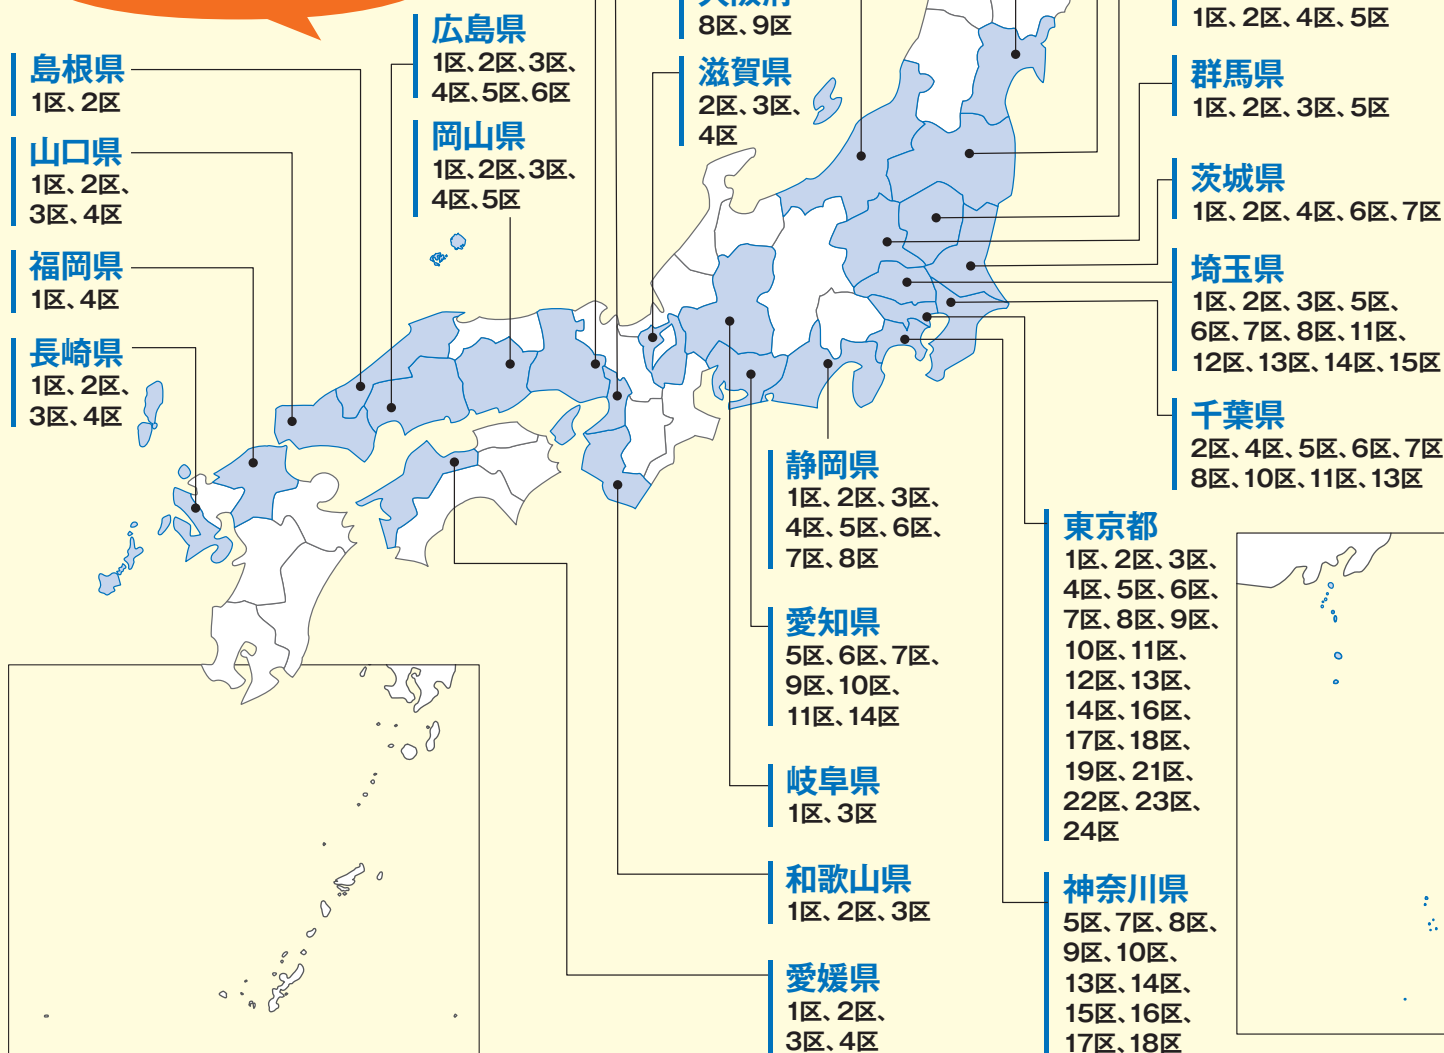 8区、9区
1区、2区、4区、5区
広島県
1区、2区、3区、
4区、5区、6区
島根県
1区、2区
滋賀県
2区、3区、
4区
群馬県
1区、2区、3区、5区
山口県
1区、2区、
3区、4区
岡山県
1区、2区、3区、
4区、5区
茨城県
1区、2区、4区、6区、7区
福岡県
1区、4区
埼玉県
1区、2区、3区、5区、
6区、7区、8区、11区、
12区、13区、14区、15区
長崎県
1区、2区、
3区、4区
千葉県
2区、4区、5区、6区、7区
8区、10区、11区、13区
静岡県
1区、2区、3区、
4区、5区、6区、
7区、8区
東京都
1区、2区、3区、
4区、5区、6区、
7区、8区、9区、
10区、11区、
12区、13区、
14区、16区、
17区、18区、
19区、21区、
22区、23区、
24区
愛知県
5区、6区、7区、
9区、10区、
11区、14区
岐阜県
1区、3区
和歌山県
1区、2区、3区
神奈川県
5区、7区、8区、
9区、10区、
13区、14区、
15区、16区、
17区、18区
愛媛県
1区、2区、
3区、4区